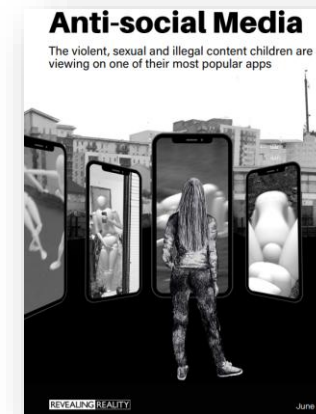 Anti-social Media
The violent, sexual and illegal content children are
viewing on one of their most popular apps
REVEALING REALITY
June